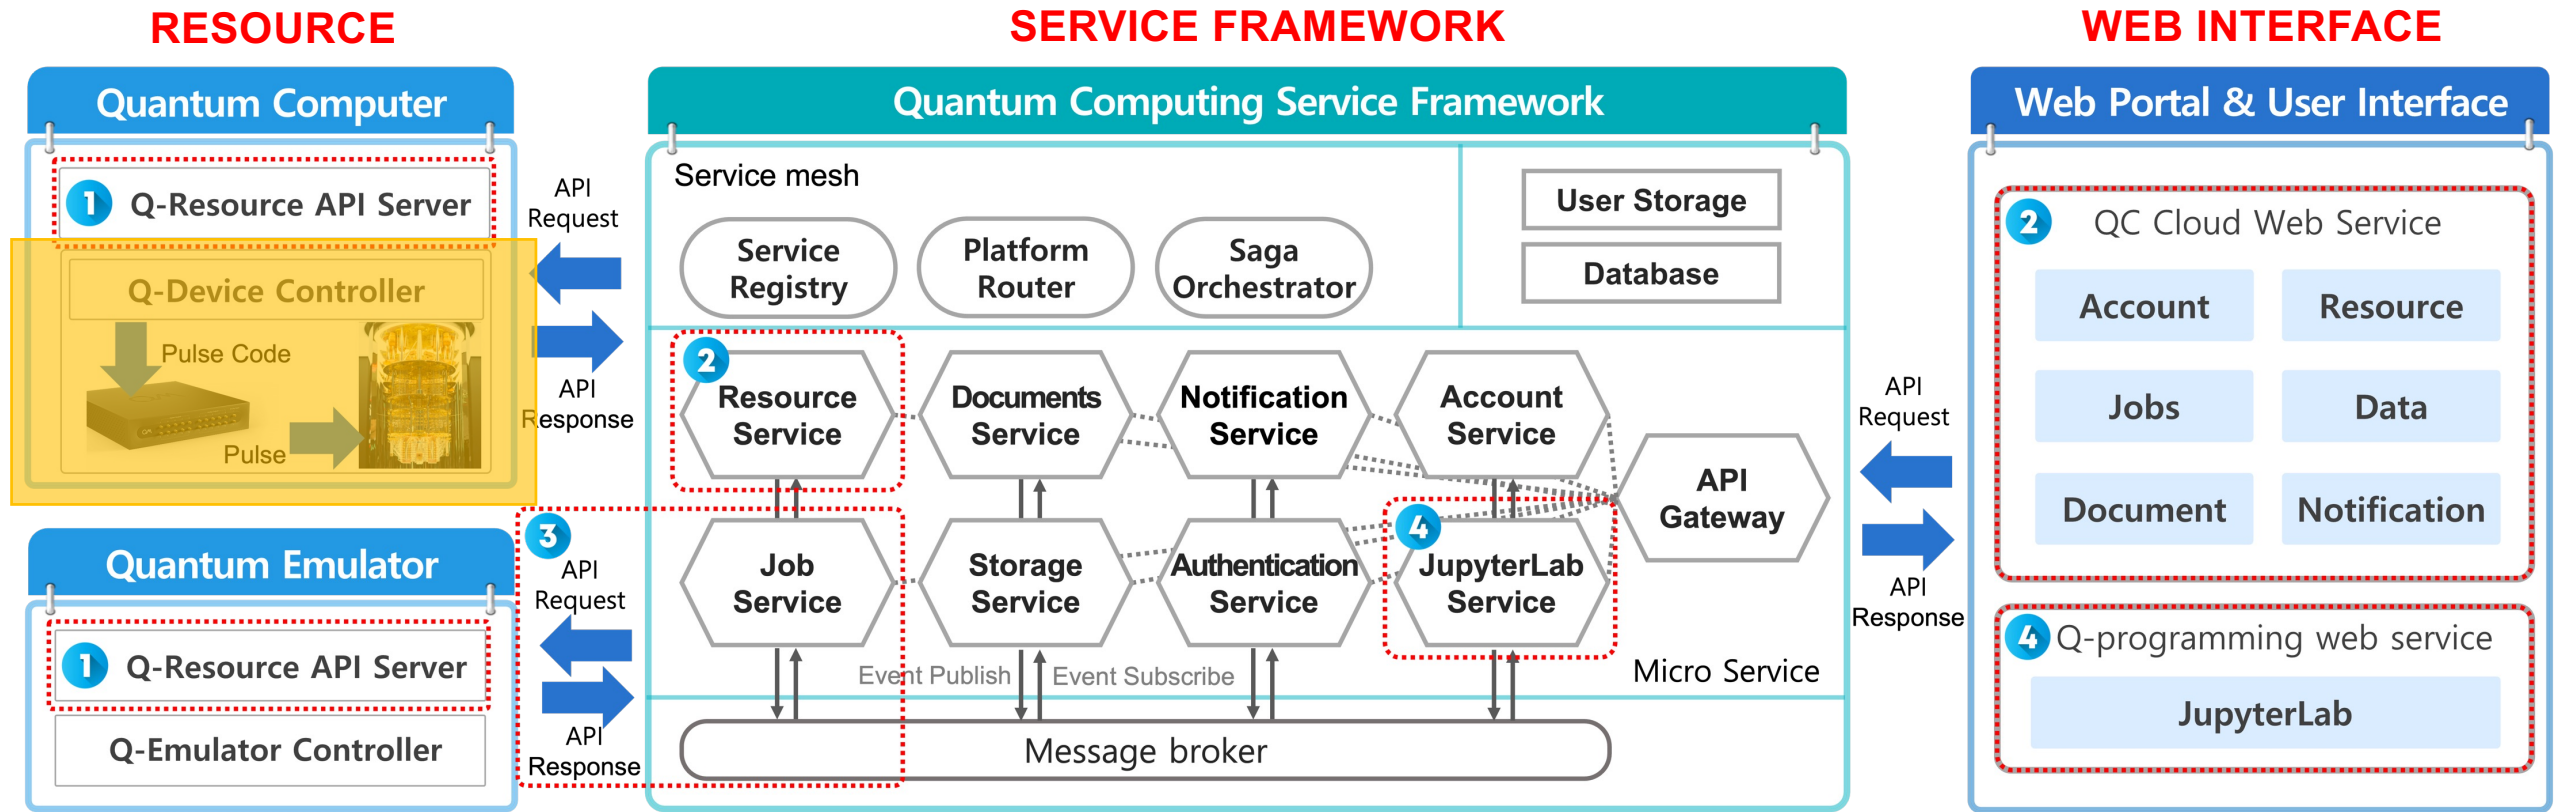 RESOURCE
SERVICE FRAMEWORK
WEB INTERFACE
Quantum Computer
1
Q-Resource API Server
Q-Device Controller
Pulse Code
Pulse
API
Request
API
Response
Quantum Emulator
1
Q-Resource API Server
Q-Emulator Controller
3
API
Request
API
Response
Quantum Computing Service Framework
Service mesh
Service
Registry
Platform
Router
Saga
Orchestrator
User Storage
Database
2
Resource
Service
Documents
Service
Notification
Service
Account
Service
API
Gateway
Job
Service
Storage
Service
Authentication
Service
4
JupyterLab
Service
Event Publish
Event Subscribe
Micro Service
Message broker
API
Request
API
Response
Web Portal & User Interface
2
QC Cloud Web Service
Account
Resource
Jobs
Data
Document
Notification
4
Q-programming web service
JupyterLab